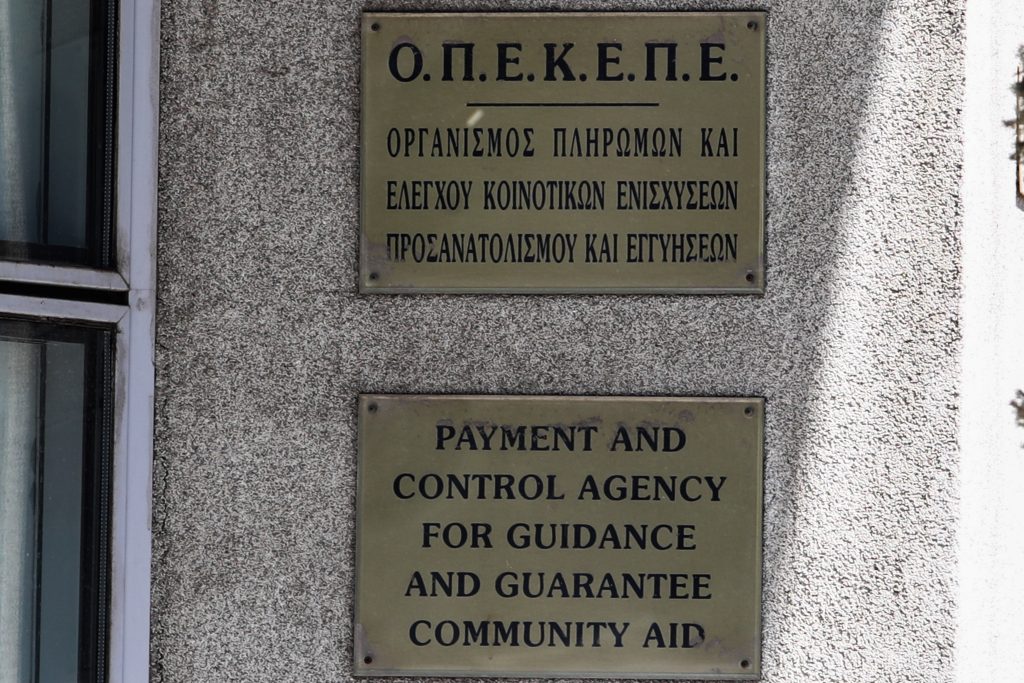 Ο.Π.Ε.Κ.Ε.Π.Ε.
ΟΡΓΑΝΙΣΜΟΣ ΠΛΗΡΩΜΩΝ ΚΑΙ
ΕΛΕΓΧΟΥ ΚΟΙΝΟΤΙΚΩΝ ΕΝΙΣΧΥΣΕΩΝ
ΠΡΟΣΑΝΑΤΟΛΙΣΜΟΥ ΚΑΙ ΕΓΓΥΗΣΕΩΝ
PAYMENT AND
CONTROL AGENCY
FOR GUIDANCE
AND GUARANTEE
COMMUNITY AID